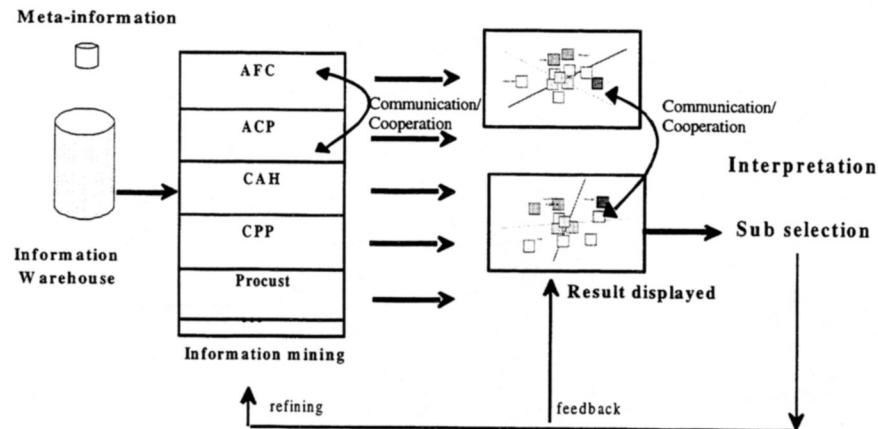 Meta-information
AFC
ACP
CAH
CPP
Procust
...
Information mining
Information
Warehouse
Communication/
Cooperation
Communication/
Cooperation
Interpretation
Sub selection
Result displayed
refining
feedback